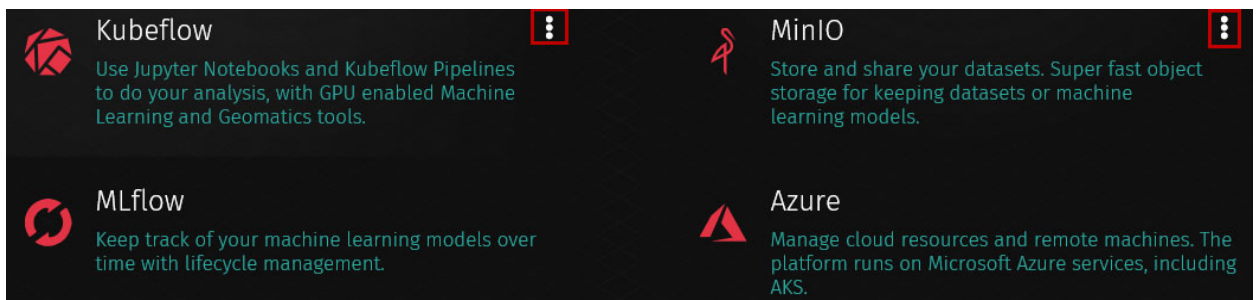 Kubeflow
Use Jupyter Notebooks and Kubeflow Pipelines
to do your analysis, with GPU enabled Machine
Learning and Geomatics tools.
MinIO
Store and share your datasets. Super fast object
storage for keeping datasets or machine
learning models.
MLflow
Keep track of your machine learning models over
time with lifecycle management.
Azure
Manage cloud resources and remote machines. The
platform runs on Microsoft Azure services, including
AKS.